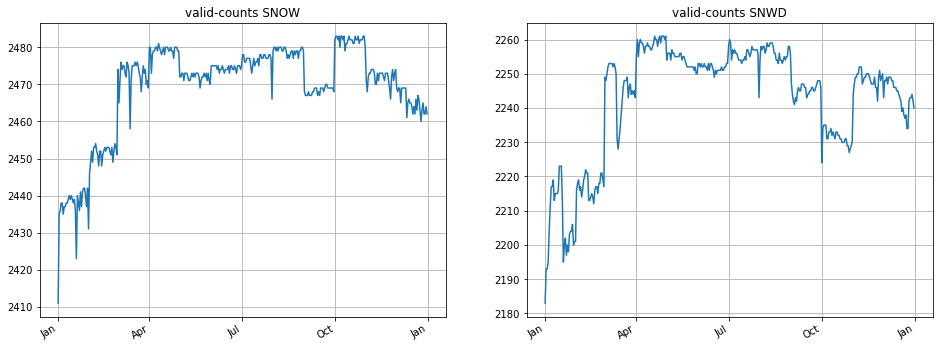 valid-counts SNOW
2480
2470
2460
2450
2440
2430
2420
2410
Jan
Apr
Jul
Oct
Jan
valid-counts SNWD
2260
2250
2240
2230
2220
2210
2200
2190
2180
Jan
Apr
Jul
Oct
Jan